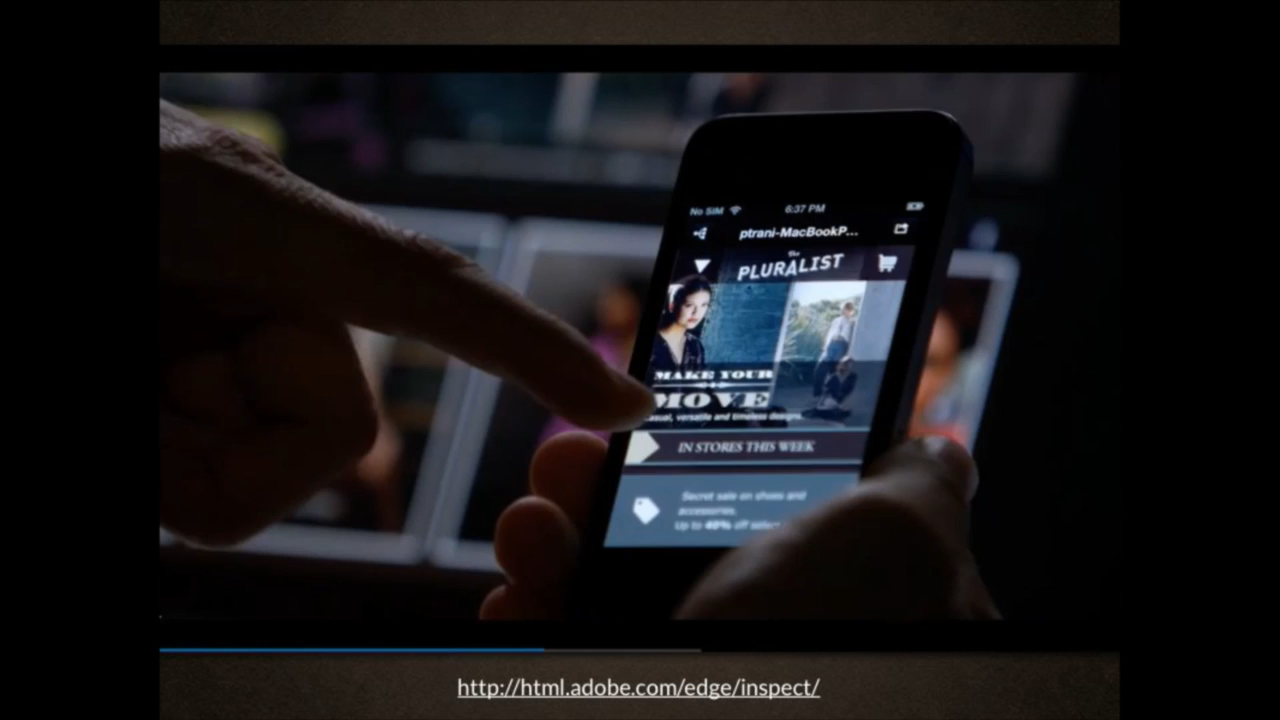 No SIM 6:37 PM
ptrani-MacBookP...
The
PLURALIST
MAKE YOUR
MOVE
casual, versatile and timeless designs.
IN STORES THIS WEEK
Secret sale on shoes and
accessories.
Up to 40% off select
http://html.adobe.com/edge/inspect/